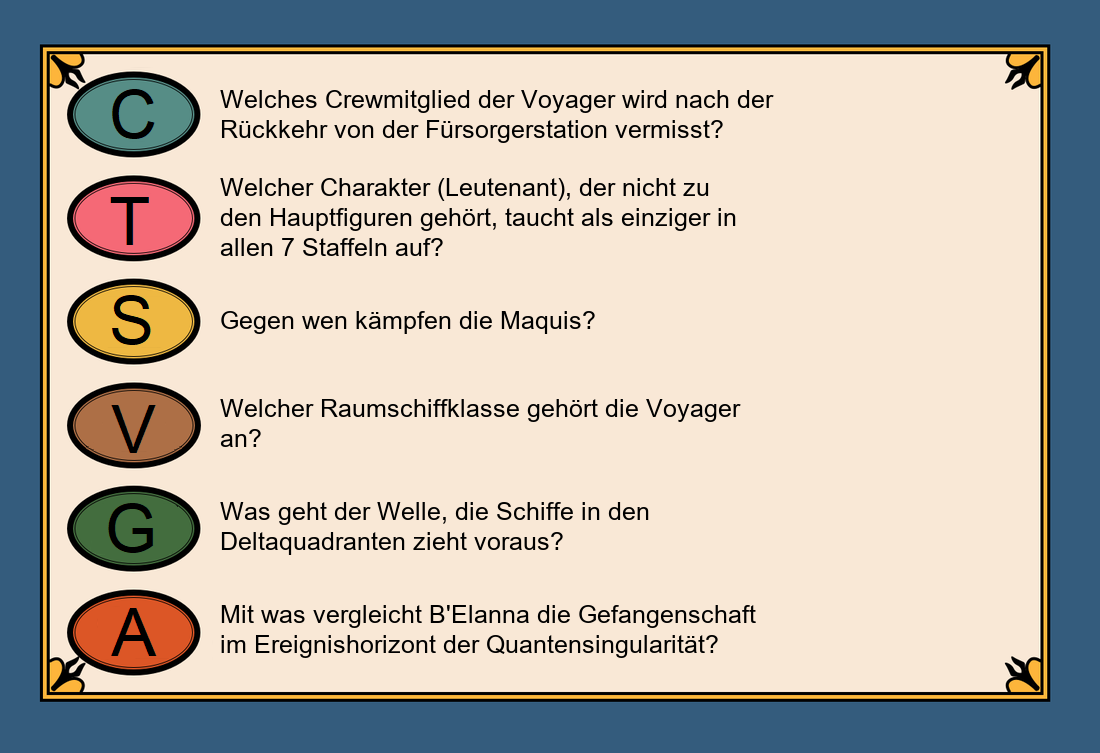 C
Welches Crewmitglied der Voyager wird nach der
Rückkehr von der Fürsorgerstation vermisst?
T
Welcher Charakter (Leutenant), der nicht zu
den Hauptfiguren gehört, taucht als einziger in
allen 7 Staffeln auf?
S
Gegen wen kämpfen die Maquis?
V
Welcher Raumschiffklasse gehört die Voyager
an?
G
Was geht der Welle, die Schiffe in den
Deltaquadranten zieht voraus?
A
Mit was vergleicht B'Elanna die Gefangenschaft
im Ereignishorizont der Quantensingularität?